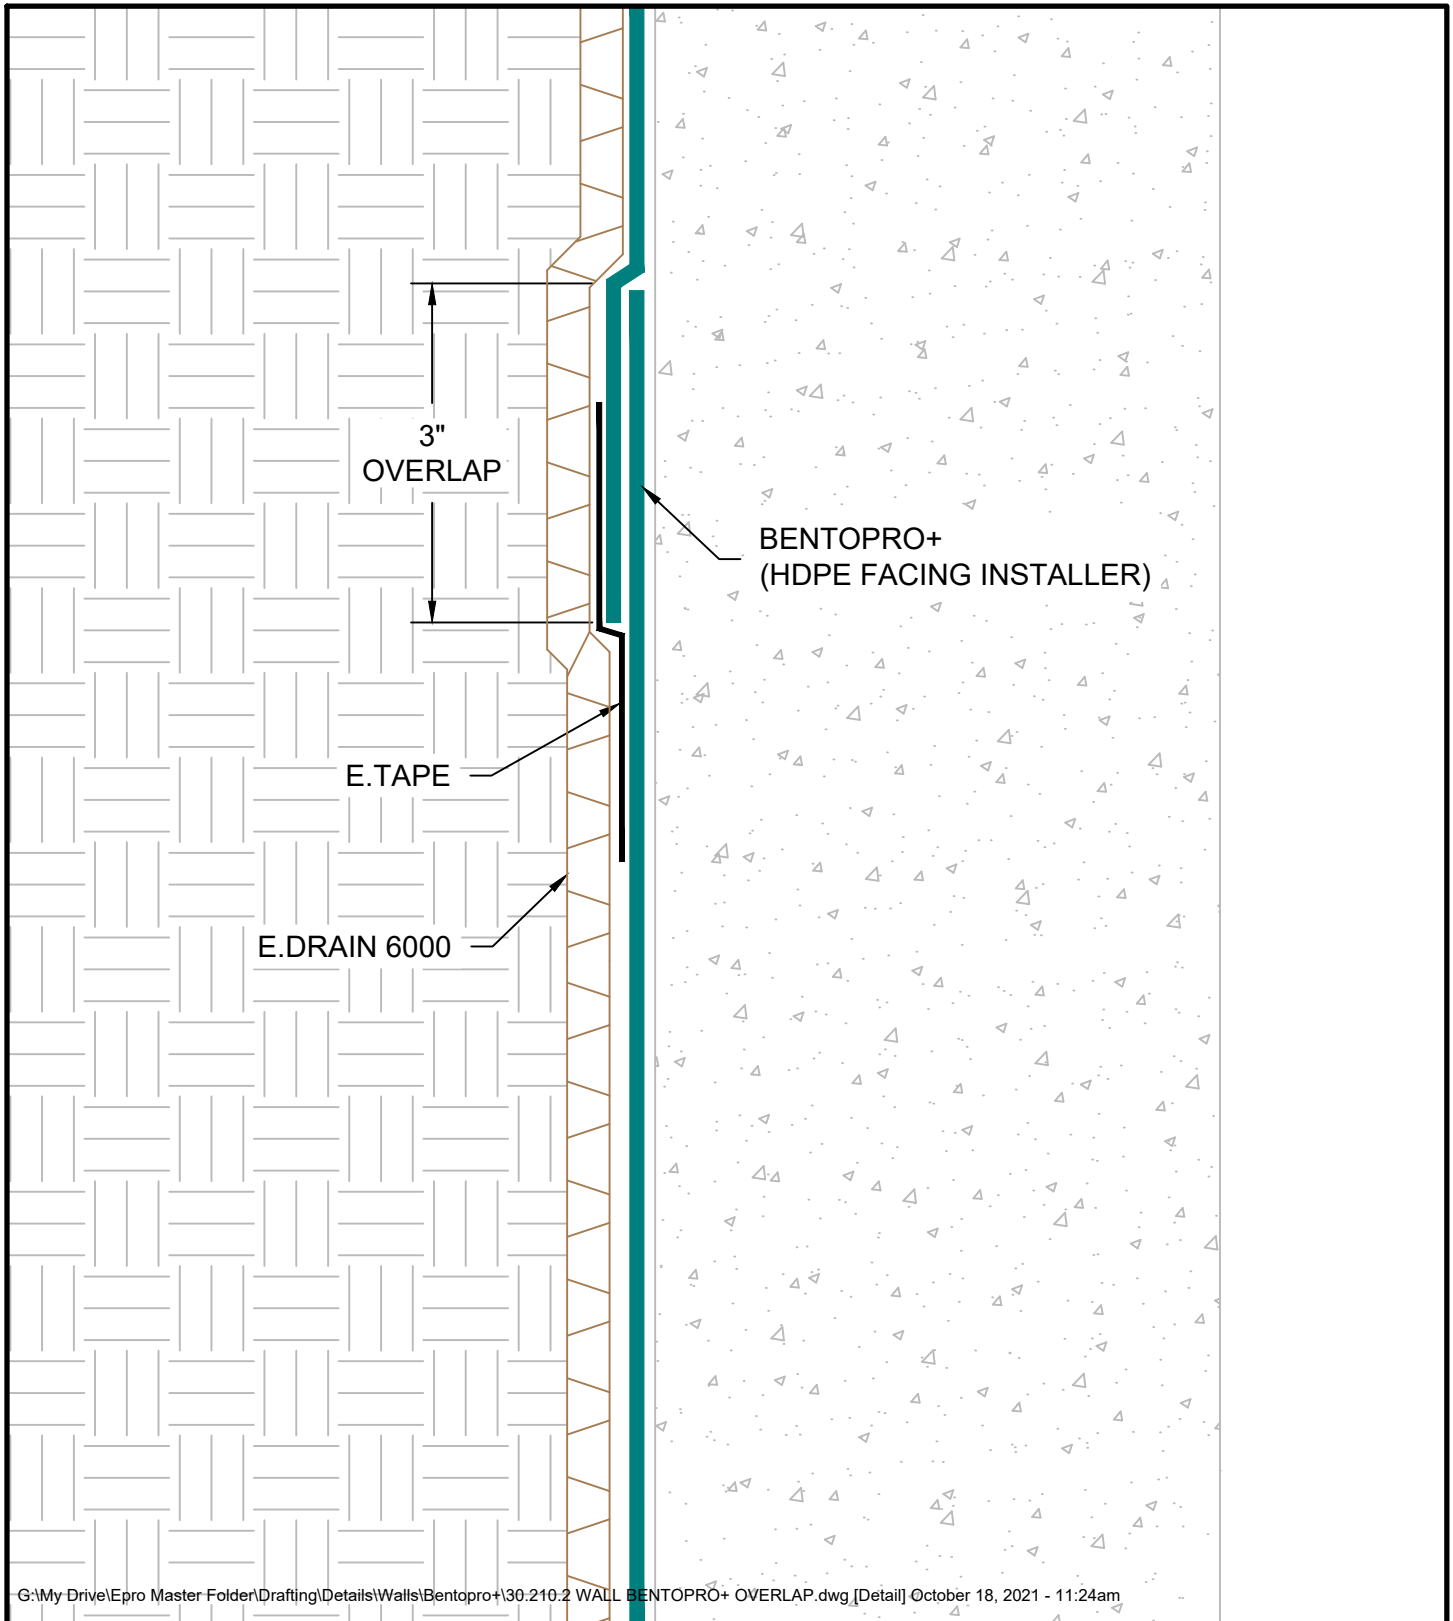 3"
OVERLAP
BENTOPRO+
(HDPE FACING INSTALLER)
E.TAPE
E.DRAIN 6000
G:\My Drive\Epro Master Folder\Drafting\Details\Walls\Bentopro+\30.210.2 WALL BENTOPRO+ OVERLAP.dwg [Detail] October 18, 2021 - 11:24am